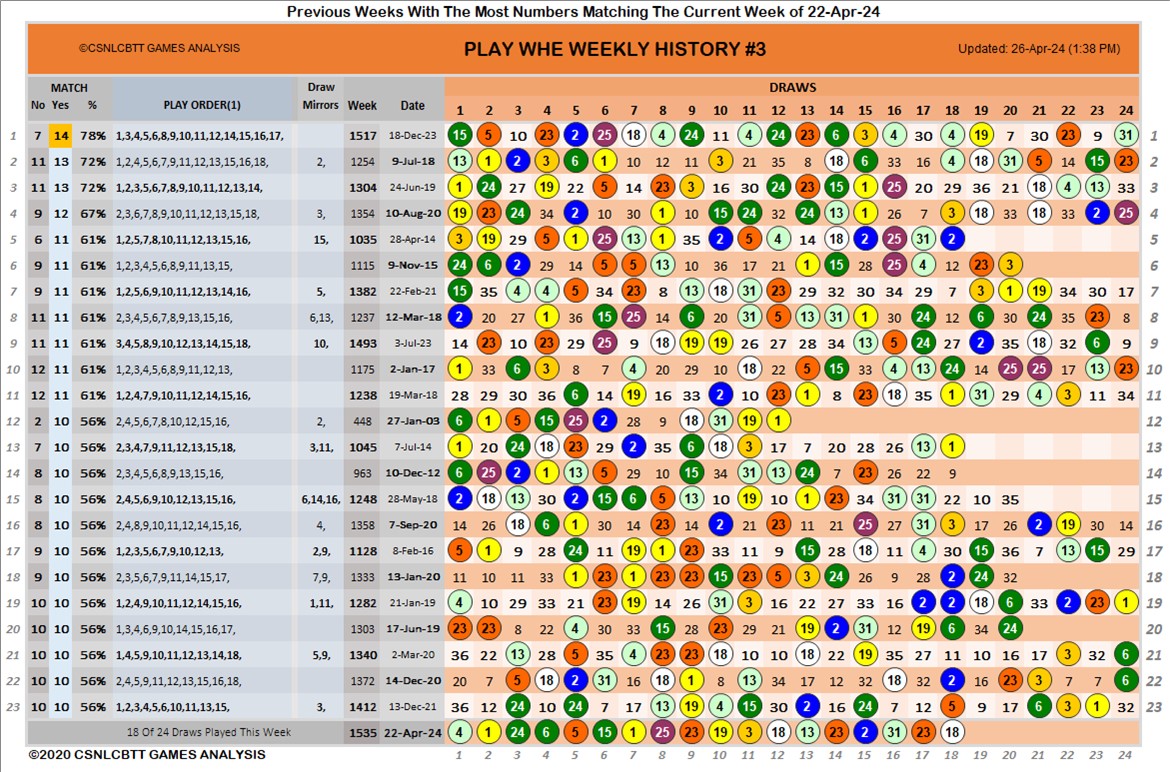 Previous Weeks With The Most Numbers Matching The Current Week of 22-Apr-24
©CSNLCBTT GAMES ANALYSIS PLAY WHE WEEKLY HISTORY #3 Updated: 26-Apr-24 (1:38 PM)
MATCH Draw DRAWS
No Yes % PLAY ORDER(1) Mirrors Week Date 1 2 3 4 5 6 7 8 9 10 11 12 13 14 15 16 17 18 19 20 21 22 23 24
1 7 14 78% 1,3,4,5,6,8,9,10,11,12,14,15,16,17, 1517 18-Dec-23 15 5 10 23 2 25 18 4 24 11 4 24 23 6 3 4 30 4 19 7 30 23 9 31 1
2 11 13 72% 1,2,4,5,6,7,9,11,12,13,15,16,18, 2, 1254 9-Jul-18 13 1 2 3 6 1 10 12 11 3 21 35 8 18 6 33 16 4 18 31 5 14 15 23 2
3 11 13 72% 1,2,3,5,6,7,8,9,10,11,12,13,14, 1304 24-Jun-19 1 24 27 19 22 5 14 23 3 16 30 24 23 15 1 25 20 29 36 21 18 4 13 33 3
4 9 12 67% 2,3,6,7,8,9,10,11,12,13,15,18, 3, 1354 10-Aug-20 19 23 24 34 2 10 30 1 10 15 24 32 24 13 1 26 7 3 18 33 18 33 2 25 4
5 6 11 61% 1,2,5,7,8,10,11,12,13,15,16, 15, 1035 28-Apr-14 3 19 29 5 1 25 13 1 35 2 5 4 14 18 2 25 31 2 5
6 9 11 61% 1,2,3,4,5,6,8,9,11,13,15, 1115 9-Nov-15 24 6 2 29 14 5 5 13 10 36 17 21 1 15 28 25 4 12 23 3 6
7 9 11 61% 1,2,5,6,9,10,11,12,14,15,16, 5, 1382 22-Feb-21 15 35 4 4 5 34 23 8 13 18 31 23 29 32 30 34 29 7 3 1 19 34 30 17 7
8 11 11 61% 2,3,4,5,6,7,8,9,13,15,16, 6,13, 1237 12-Mar-18 2 20 27 1 36 15 25 14 6 20 31 5 13 31 1 30 24 8 6 30 24 35 23 8 8
9 11 11 61% 3,4,5,8,9,10,12,13,14,15,18, 10, 1493 3-Jul-23 14 23 10 23 29 25 9 18 19 19 26 27 28 34 13 5 24 27 2 35 18 32 6 9 9
10 12 11 61% 1,2,3,4,5,6,8,9,11,12,13, 1175 2-Jan-17 1 33 6 3 8 7 4 20 29 10 18 22 5 15 33 4 13 24 14 25 25 17 13 23 10
11 12 11 61% 1,2,4,7,9,10,11,12,14,15,16, 1238 19-Mar-18 28 29 30 36 6 14 19 16 33 2 10 23 1 8 23 18 35 1 31 29 4 3 11 34 11
12 2 10 56% 2,4,5,6,7,8,10,12,15,16, 2, 448 27-Jan-03 6 1 5 15 25 2 28 9 18 31 19 1 12
13 7 10 56% 2,3,4,7,9,11,12,13,15,18, 3,11, 1045 7-Jul-14 1 20 24 18 23 29 2 35 6 18 3 17 7 20 28 26 13 1 13
14 8 10 56% 2,3,4,5,6,8,9,13,15,16, 963 10-Dec-12 6 25 2 1 13 5 29 10 15 34 31 13 24 7 23 26 22 9 14
15 8 10 56% 2,4,5,6,9,10,12,13,15,16, 6,14,16, 1248 28-May-18 2 18 13 30 2 15 6 5 13 10 19 10 1 23 34 31 31 22 10 35 15
16 8 10 56% 2,4,8,9,10,11,12,14,15,16, 4, 1358 7-Sep-20 14 26 18 6 1 30 14 23 14 2 31 23 11 21 25 27 31 3 17 26 2 19 30 14 16
17 9 10 56% 1,2,3,5,6,7,9,10,12,13, 2,9, 1128 8-Feb-16 5 1 9 28 24 11 19 1 23 33 11 9 15 28 18 11 4 30 15 36 7 13 15 29 17
18 9 10 56% 2,3,5,6,7,9,11,14,15,17, 7,9, 1333 13-Jan-20 11 10 11 33 1 23 1 23 23 15 23 5 3 24 26 9 28 2 24 32 18
19 10 10 56% 1,2,4,9,10,11,12,14,15,16, 1,11, 1282 21-Jan-19 4 10 29 33 21 23 19 14 26 31 3 16 22 27 33 16 2 2 18 6 33 2 23 1 19
20 10 10 56% 1,3,4,6,9,10,14,15,16,17, 1303 17-Jun-19 23 23 8 22 4 30 33 15 28 23 29 21 19 2 31 12 19 6 34 24 20
21 10 10 56% 1,4,5,9,10,11,12,13,14,18, 5,9, 1340 2-Mar-20 36 22 13 28 5 35 4 23 23 18 10 10 18 22 19 35 27 11 10 16 17 3 32 6 21
22 10 10 56% 2,4,5,9,11,12,13,15,16,18, 1372 14-Dec-20 20 7 5 18 2 31 16 18 1 8 13 34 17 12 16 32 18 32 2 16 23 3 7 7 6 22
23 10 10 56% 1,2,3,4,5,6,10,11,13,15, 3, 1412 13-Dec-21 36 12 24 10 24 7 17 13 19 4 15 30 2 16 24 7 12 18 5 9 17 6 3 1 32 23
18 Of 24 Draws Played This Week 1535 22-Apr-24 4 1 24 6 5 15 1 25 23 19 3 18 13 23 2 31 23 18
©2020 CSNLCBTT GAMES ANALYSIS 1 2 3 4 5 6 7 8 9 10 11 12 13 14 15 16 17 18 19 20 21 22 23 24